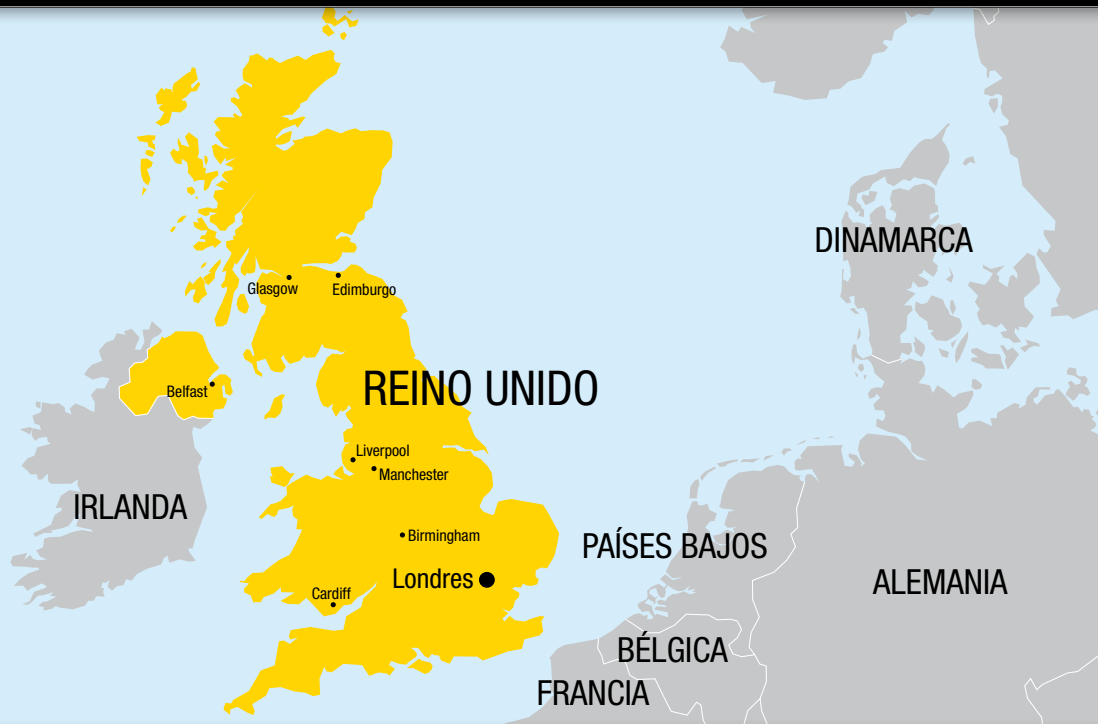 DINAMARCA
Glasgow
Edimburgo
REINO UNIDO
Belfast
Liverpool
Manchester
IRLANDA
Birmingham
PAÍSES BAJOS
Londres
ALEMANIA
Cardiff
BÉLGICA
FRANCIA